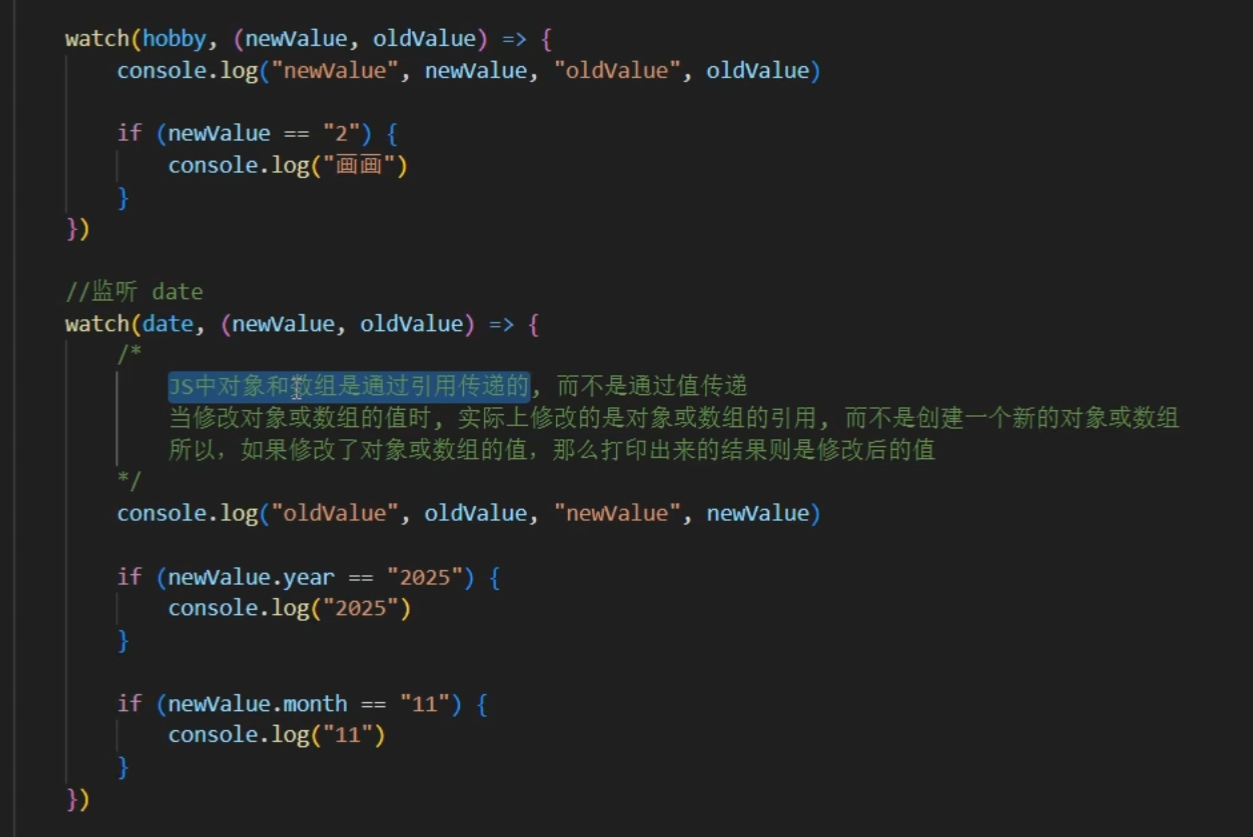 watch(hobby, (newValue, oldValue) => {
console.log("newValue", newValue, "oldValue", oldValue)
if (newValue == "2") {
console.log("画画")
}
})
//监听 date
watch(date, (newValue, oldValue) => {
/*
JS中对象和数组是通过引用传递的, 而不是通过值传递
当修改对象或数组的值时, 实际上修改的是对象或数组的引用, 而不是创建一个新的对象或数组
所以，如果修改了对象或数组的值，那么打印出来的结果则是修改后的值
*/
console.log("oldValue", oldValue, "newValue", newValue)
if (newValue.year == "2025") {
console.log("2025")
}
if (newValue.month == "11") {
console.log("11")
}
})